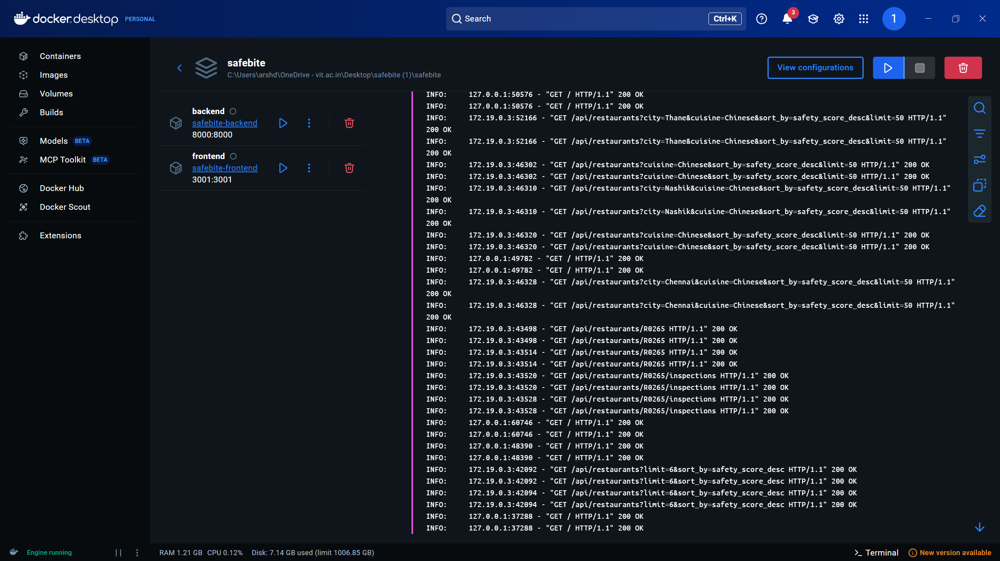 docker.desktop PERSONAL
Search
Ctrl+K
3
1
Containers
Images
Volumes
Builds
Models BETA
MCP Toolkit BETA
Docker Hub
Docker Scout
Extensions
safebite
C:\Users\arshd\OneDrive - vit.ac.in\Desktop\safebite (1)\safebite
View configurations
backend
safebite-backend
8000:8000
frontend
safebite-frontend
3001:3001
INFO: 127.0.0.1:50576 - "GET / HTTP/1.1" 200 OK
INFO: 127.0.0.1:50576 - "GET / HTTP/1.1" 200 OK
INFO: 172.19.0.3:52166 - "GET /api/restaurants?city=Thane&cuisine=Chinese&sort_by=safety_score_desc&limit=50 HTTP/1.1"
200 OK
INFO: 172.19.0.3:52166 - "GET /api/restaurants?city=Thane&cuisine=Chinese&sort_by=safety_score_desc&limit=50 HTTP/1.1"
200 OK
INFO: 172.19.0.3:46302 - "GET /api/restaurants?cuisine=Chinese&sort_by=safety_score_desc&limit=50 HTTP/1.1" 200 OK
INFO: 172.19.0.3:46302 - "GET /api/restaurants?cuisine=Chinese&sort_by=safety_score_desc&limit=50 HTTP/1.1" 200 OK
INFO: 172.19.0.3:46310 - "GET /api/restaurants?city=Nashik&cuisine=Chinese&sort_by=safety_score_desc&limit=50 HTTP/1.1"
200 OK
INFO: 172.19.0.3:46310 - "GET /api/restaurants?city=Nashik&cuisine=Chinese&sort_by=safety_score_desc&limit=50 HTTP/1.1"
200 OK
INFO: 172.19.0.3:46320 - "GET /api/restaurants?cuisine=Chinese&sort_by=safety_score_desc&limit=50 HTTP/1.1" 200 OK
INFO: 172.19.0.3:46320 - "GET /api/restaurants?cuisine=Chinese&sort_by=safety_score_desc&limit=50 HTTP/1.1" 200 OK
INFO: 127.0.0.1:49782 - "GET / HTTP/1.1" 200 OK
INFO: 127.0.0.1:49782 - "GET / HTTP/1.1" 200 OK
INFO: 172.19.0.3:46328 - "GET /api/restaurants?city=Chennai&cuisine=Chinese&sort_by=safety_score_desc&limit=50 HTTP/1.1"
200 OK
INFO: 172.19.0.3:46328 - "GET /api/restaurants?city=Chennai&cuisine=Chinese&sort_by=safety_score_desc&limit=50 HTTP/1.1"
200 OK
INFO: 172.19.0.3:43498 - "GET /api/restaurants/R0265 HTTP/1.1" 200 OK
INFO: 172.19.0.3:43498 - "GET /api/restaurants/R0265 HTTP/1.1" 200 OK
INFO: 172.19.0.3:43514 - "GET /api/restaurants/R0265 HTTP/1.1" 200 OK
INFO: 172.19.0.3:43514 - "GET /api/restaurants/R0265 HTTP/1.1" 200 OK
INFO: 172.19.0.3:43520 - "GET /api/restaurants/R0265/inspections HTTP/1.1" 200 OK
INFO: 172.19.0.3:43520 - "GET /api/restaurants/R0265/inspections HTTP/1.1" 200 OK
INFO: 172.19.0.3:43528 - "GET /api/restaurants/R0265/inspections HTTP/1.1" 200 OK
INFO: 172.19.0.3:43528 - "GET /api/restaurants/R0265/inspections HTTP/1.1" 200 OK
INFO: 127.0.0.1:60746 - "GET / HTTP/1.1" 200 OK
INFO: 127.0.0.1:60746 - "GET / HTTP/1.1" 200 OK
INFO: 127.0.0.1:48390 - "GET / HTTP/1.1" 200 OK
INFO: 127.0.0.1:48390 - "GET / HTTP/1.1" 200 OK
INFO: 172.19.0.3:42092 - "GET /api/restaurants?limit=6&sort_by=safety_score_desc HTTP/1.1" 200 OK
INFO: 172.19.0.3:42092 - "GET /api/restaurants?limit=6&sort_by=safety_score_desc HTTP/1.1" 200 OK
INFO: 172.19.0.3:42094 - "GET /api/restaurants?limit=6&sort_by=safety_score_desc HTTP/1.1" 200 OK
INFO: 172.19.0.3:42094 - "GET /api/restaurants?limit=6&sort_by=safety_score_desc HTTP/1.1" 200 OK
INFO: 127.0.0.1:37288 - "GET / HTTP/1.1" 200 OK
INFO: 127.0.0.1:37288 - "GET / HTTP/1.1" 200 OK
Engine running
RAM 1.21 GB CPU 0.12% Disk: 7.14 GB used (limit 1006.85 GB)
Terminal
New version available